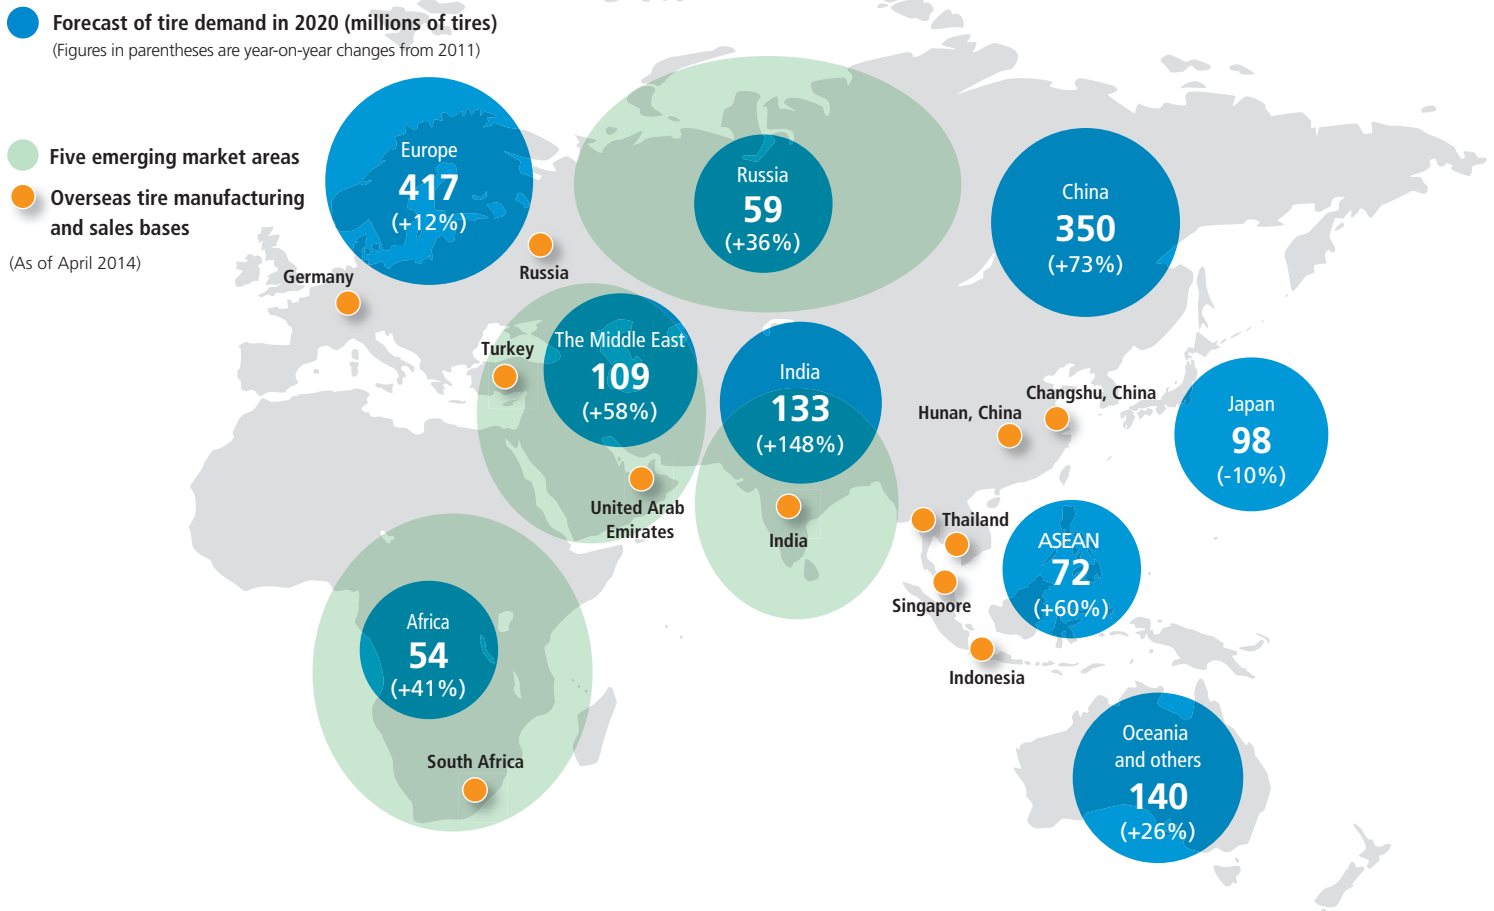 Forecast of tire demand in 2020 (millions of tires)
(Figures in parentheses are year-on-year changes from 2011)
Five emerging market areas
Overseas tire manufacturing
and sales bases
(As of April 2014)
Europe
417
(+12%)
Russia
59
(+36%)
China
350
(+73%)
Germany
Russia
Turkey
The Middle East
109
(+58%)
India
133
(+148%)
Hunan, China
Changshu, China
Japan
98
(-10%)
United Arab
Emirates
India
Thailand
Singapore
Indonesia
ASEAN
72
(+60%)
Africa
54
(+41%)
South Africa
Oceania
and others
140
(+26%)